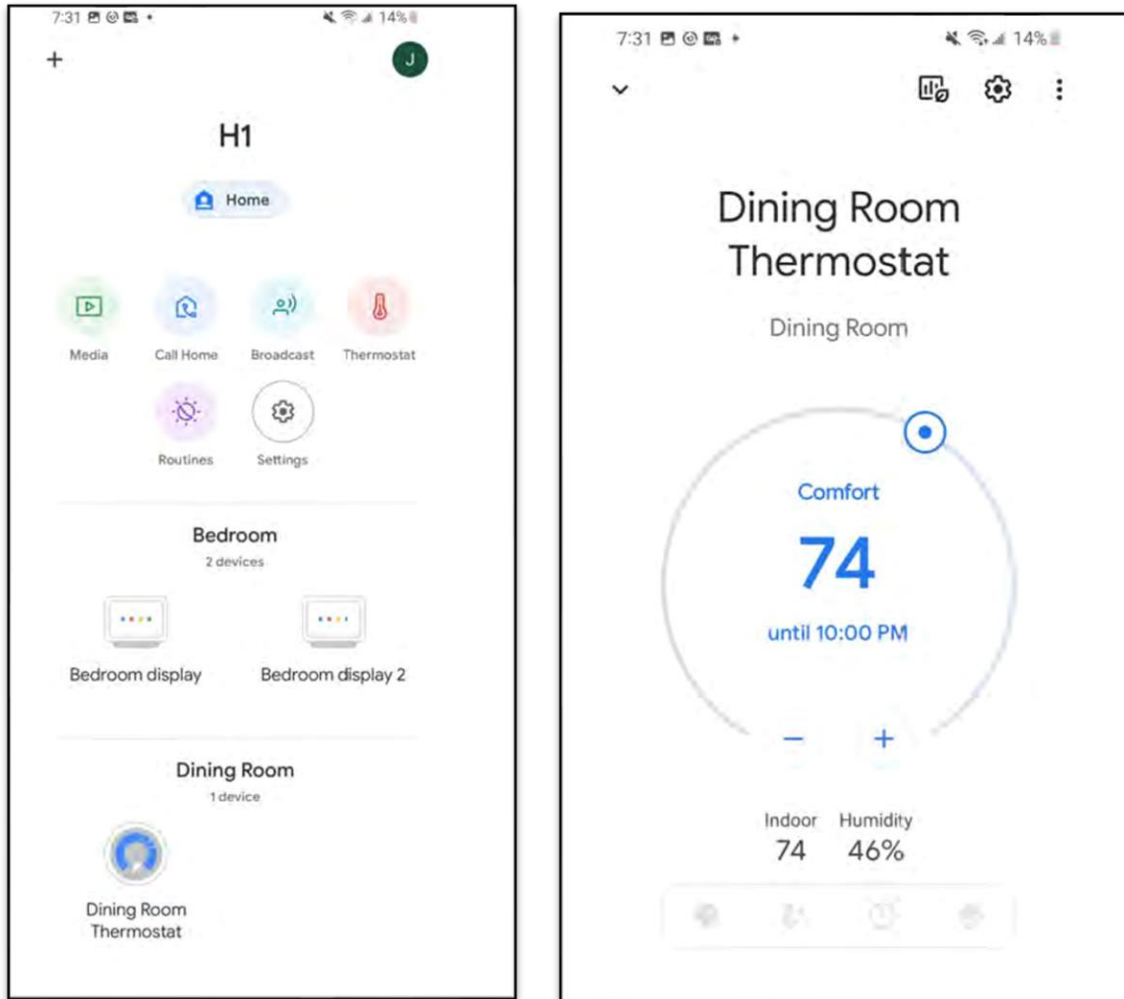 7:31
14%
+
J
H1
Home
Media Call Home Broadcast Thermostat
Routines Settings
Bedroom
2 devices
Bedroom display Bedroom display 2
Dining Room
1 device
Dining Room
Thermostat
7:31
14%
Dining Room
Thermostat
Dining Room
Comfort
74
until 10:00 PM
− +
Indoor Humidity
74 46%